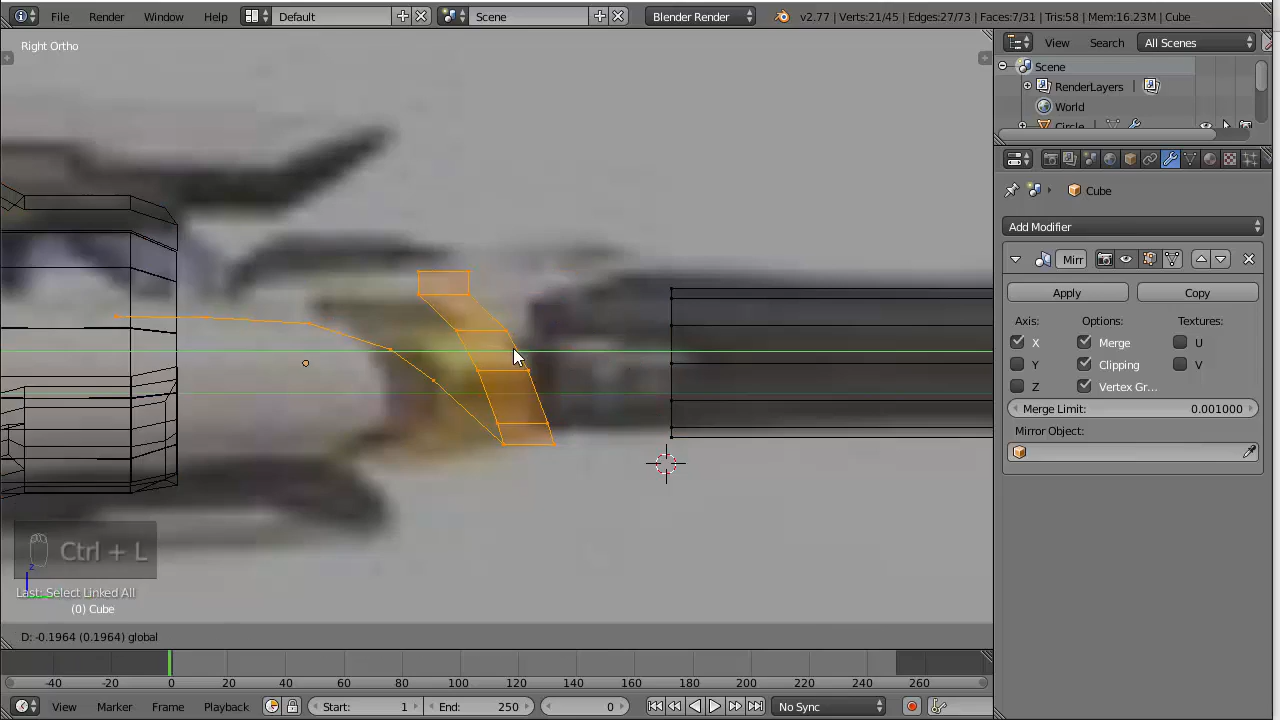 File Render Window Help Default Scene Blender Render v2.77 | Verts:21/45 | Edges:27/73 | Faces:7/31 | Tris:58 | Mem:16.23M | Cube
Right Ortho
View Search All Scenes
Scene
RenderLayers
World
Circle
Cube
Add Modifier
Mirr
Apply Copy
Axis: Options: Textures:
X Merge U
Y Clipping V
Z Vertex Gr...
Merge Limit: 0.001000
Mirror Object:
Ctrl + L
z
Last: Select Linked All
(0) Cube
D: -0.1964 (0.1964) global
-40 -20 0 20 40 60 80 100 120 140 160 180 200 220 240 260
View Marker Frame Playback Start: 1 End: 250 0 No Sync